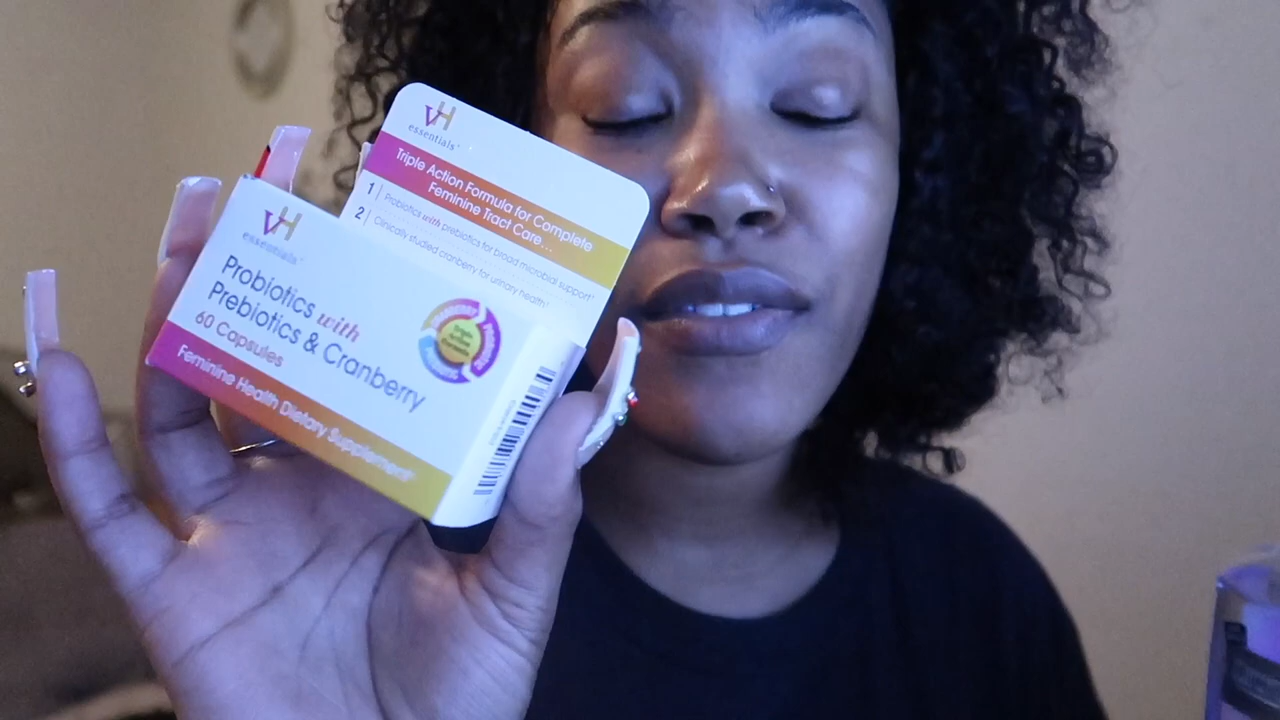 VH
essentials
Triple Action Formula for Complete
Feminine Tract Care...
1 Probiotics with prebiotics for broad microbial support*
2 Clinically studied cranberry for urinary health*
VH
essentials
Probiotics with
Prebiotics & Cranberry
60 Capsules
Feminine Health Dietary Supplement*